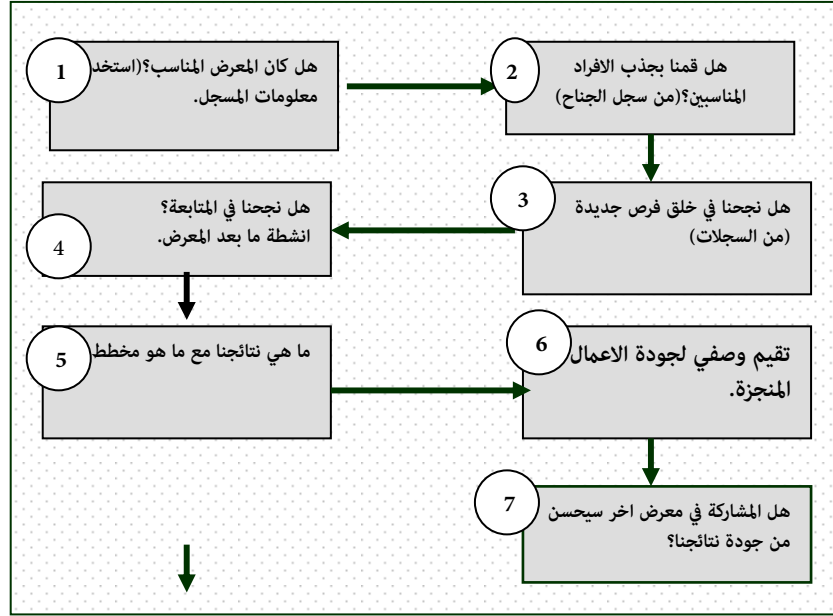 1
هل كان المعرض المناسب؟(استخد
معلومات المسجل.
2
هل قمنا بجذب الافراد
المناسبين؟(من سجل الجناح)
3
هل نجحنا في خلق فرص جديدة
(من السجلات)
4
هل نجحنا في المتابعة؟
انشطة ما بعد المعرض.
5
ما هي نتائجنا مع ما هو مخطط
6
تقيم وصفي لجودة الاعمال
المنجزة.
7
هل المشاركة في معرض اخر سيحسن
من جودة نتائجنا؟